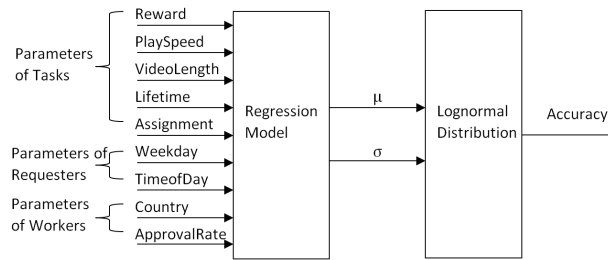 Parameters
of Tasks
Reward
PlaySpeed
VideoLength
Lifetime
Assignment
Parameters of
Requesters
Weekday
TimeofDay
Parameters
of Workers
Country
ApprovalRate
Regression
Model
μ
σ
Lognormal
Distribution
Accuracy